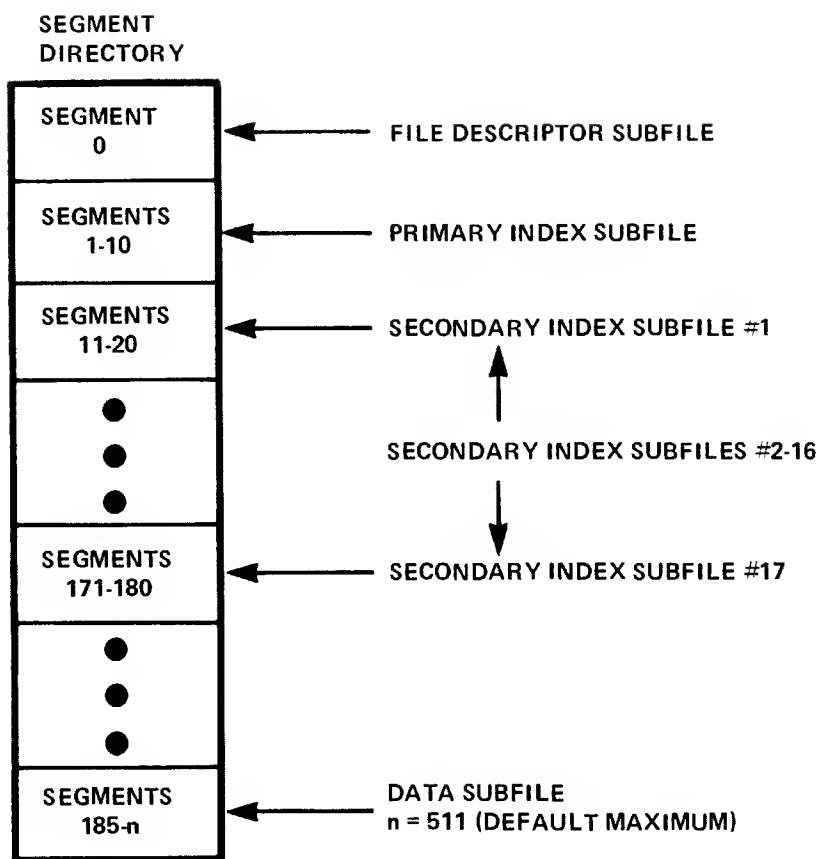 SEGMENT
DIRECTORY
SEGMENT
0
FILE DESCRIPTOR SUBFILE
SEGMENTS
1-10
PRIMARY INDEX SUBFILE
SEGMENTS
11-20
SECONDARY INDEX SUBFILE #1
SECONDARY INDEX SUBFILES #2-16
SEGMENTS
171-180
SECONDARY INDEX SUBFILE #17
SEGMENTS
185-n
DATA SUBFILE
n = 511 (DEFAULT MAXIMUM)